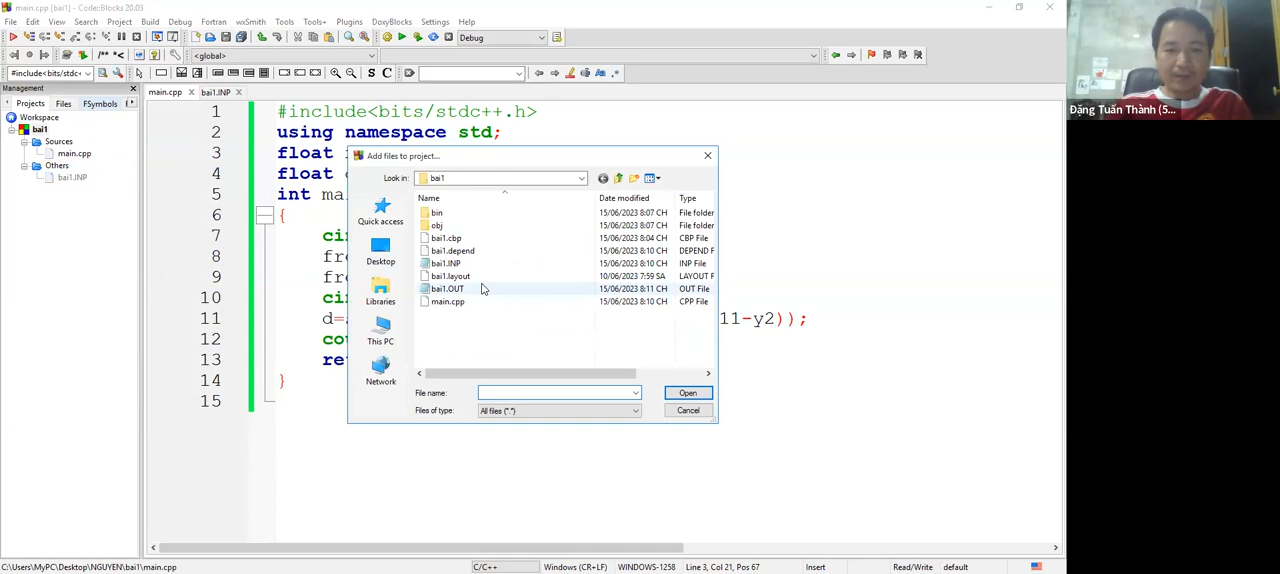 main.cpp [bai1] - Code::Blocks 20.03
File Edit View Search Project Build Debug Fortran wxSmith Tools Tools+ Plugins DoxyBlocks Settings Help
Debug
/** *<
<global>
#include<bits/stdc+
S C
Management
Projects Files FSymbols
main.cpp bai1.INP
Workspace
bai1
Sources
main.cpp
Others
bai1.INP
1 #include<bits/stdc++.h>
2 using namespace std;
3 float
4 float
5 int ma
6 {
7
8 fre
9 fre
10
11 d= 11-y2));
12
13
14 }
15
Add files to project...
Look in: bai1
Name Date modified Type
bin 15/06/2023 8:07 CH File folder
obj 15/06/2023 8:07 CH File folder
bai1.cbp 15/06/2023 8:04 CH CBP File
bai1.depend 15/06/2023 8:10 CH DEPEND F
bai1.INP 15/06/2023 8:10 CH INP File
bai1.layout 10/06/2023 7:59 SA LAYOUT F
bai1.OUT 15/06/2023 8:11 CH OUT File
main.cpp 15/06/2023 8:10 CH CPP File
Quick access
Desktop
Libraries
This PC
Network
File name: Open
Files of type: All files (*.*) Cancel
Đặng Tuấn Thành (5...
C:\Users\MyPC\Desktop\NGUYEN\bai1\main.cpp C/C++ Windows (CR+LF) WINDOWS-1258 Line 3, Col 21, Pos 67 Insert Read/Write default